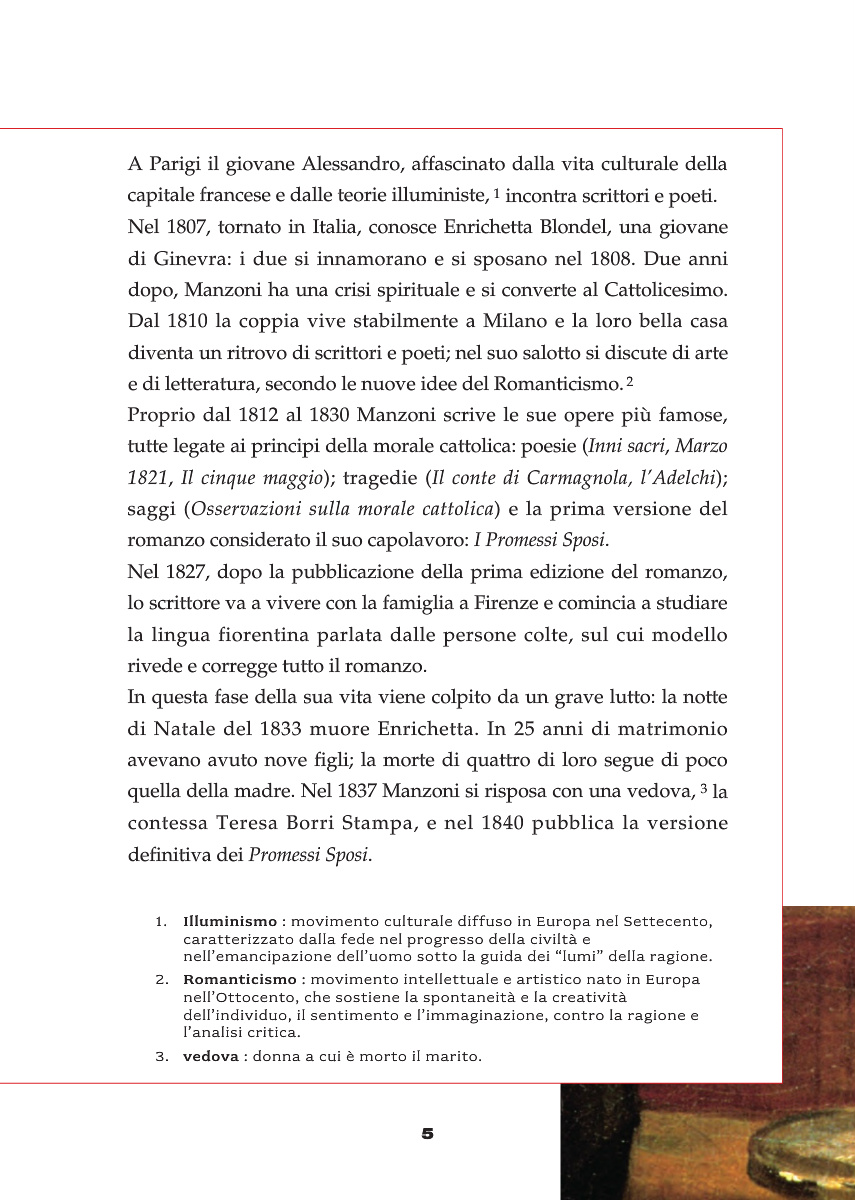 A Parigi il giovane Alessandro, affascinato dalla vita culturale della
capitale francese e dalle teorie illuministe, 1 incontra scrittori e poeti.
Nel 1807, tornato in Italia, conosce Enrichetta Blondel, una giovane
di Ginevra: i due si innamorano e si sposano nel 1808. Due anni
dopo, Manzoni ha una crisi spirituale e si converte al Cattolicesimo.
Dal 1810 la coppia vive stabilmente a Milano e la loro bella casa
diventa un ritrovo di scrittori e poeti; nel suo salotto si discute di arte
e di letteratura, secondo le nuove idee del Romanticismo. 2
Proprio dal 1812 al 1830 Manzoni scrive le sue opere più famose,
tutte legate ai principi della morale cattolica: poesie (Inni sacri, Marzo
1821, Il cinque maggio); tragedie (Il conte di Carmagnola, l’Adelchi);
saggi (Osservazioni sulla morale cattolica) e la prima versione del
romanzo considerato il suo capolavoro: I Promessi Sposi.
Nel 1827, dopo la pubblicazione della prima edizione del romanzo,
lo scrittore va a vivere con la famiglia a Firenze e comincia a studiare
la lingua fiorentina parlata dalle persone colte, sul cui modello
rivede e corregge tutto il romanzo.
In questa fase della sua vita viene colpito da un grave lutto: la notte
di Natale del 1833 muore Enrichetta. In 25 anni di matrimonio
avevano avuto nove figli; la morte di quattro di loro segue di poco
quella della madre. Nel 1837 Manzoni si risposa con una vedova, 3 la
contessa Teresa Borri Stampa, e nel 1840 pubblica la versione
definitiva dei Promessi Sposi.
1. Illuminismo : movimento culturale diffuso in Europa nel Settecento,
caratterizzato dalla fede nel progresso della civiltà e
nell’emancipazione dell’uomo sotto la guida dei “lumi” della ragione.
2. Romanticismo : movimento intellettuale e artistico nato in Europa
nell’Ottocento, che sostiene la spontaneità e la creatività
dell’individuo, il sentimento e l’immaginazione, contro la ragione e
l’analisi critica.
3. vedova : donna a cui è morto il marito.
5